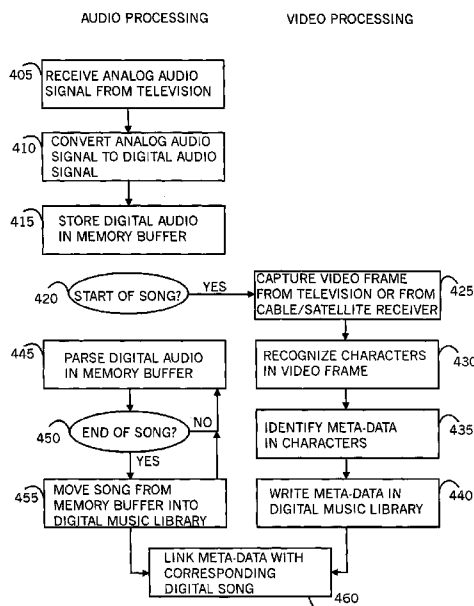 AUDIO PROCESSING
VIDEO PROCESSING
405
RECEIVE ANALOG AUDIO
SIGNAL FROM TELEVISION
410
CONVERT ANALOG AUDIO
SIGNAL TO DIGITAL AUDIO
SIGNAL
415
STORE DIGITAL AUDIO
IN MEMORY BUFFER
420
START OF SONG?
YES
CAPTURE VIDEO FRAME
FROM TELEVISION OR FROM
CABLE/SATELLITE RECEIVER
425
RECOGNIZE CHARACTERS
IN VIDEO FRAME
430
IDENTIFY META-DATA
IN CHARACTERS
435
WRITE META-DATA IN
DIGITAL MUSIC LIBRARY
440
445
PARSE DIGITAL AUDIO
IN MEMORY BUFFER
450
END OF SONG?
NO
YES
455
MOVE SONG FROM
MEMORY BUFFER INTO
DIGITAL MUSIC LIBRARY
LINK META-DATA WITH
CORRESPONDING
DIGITAL SONG
460